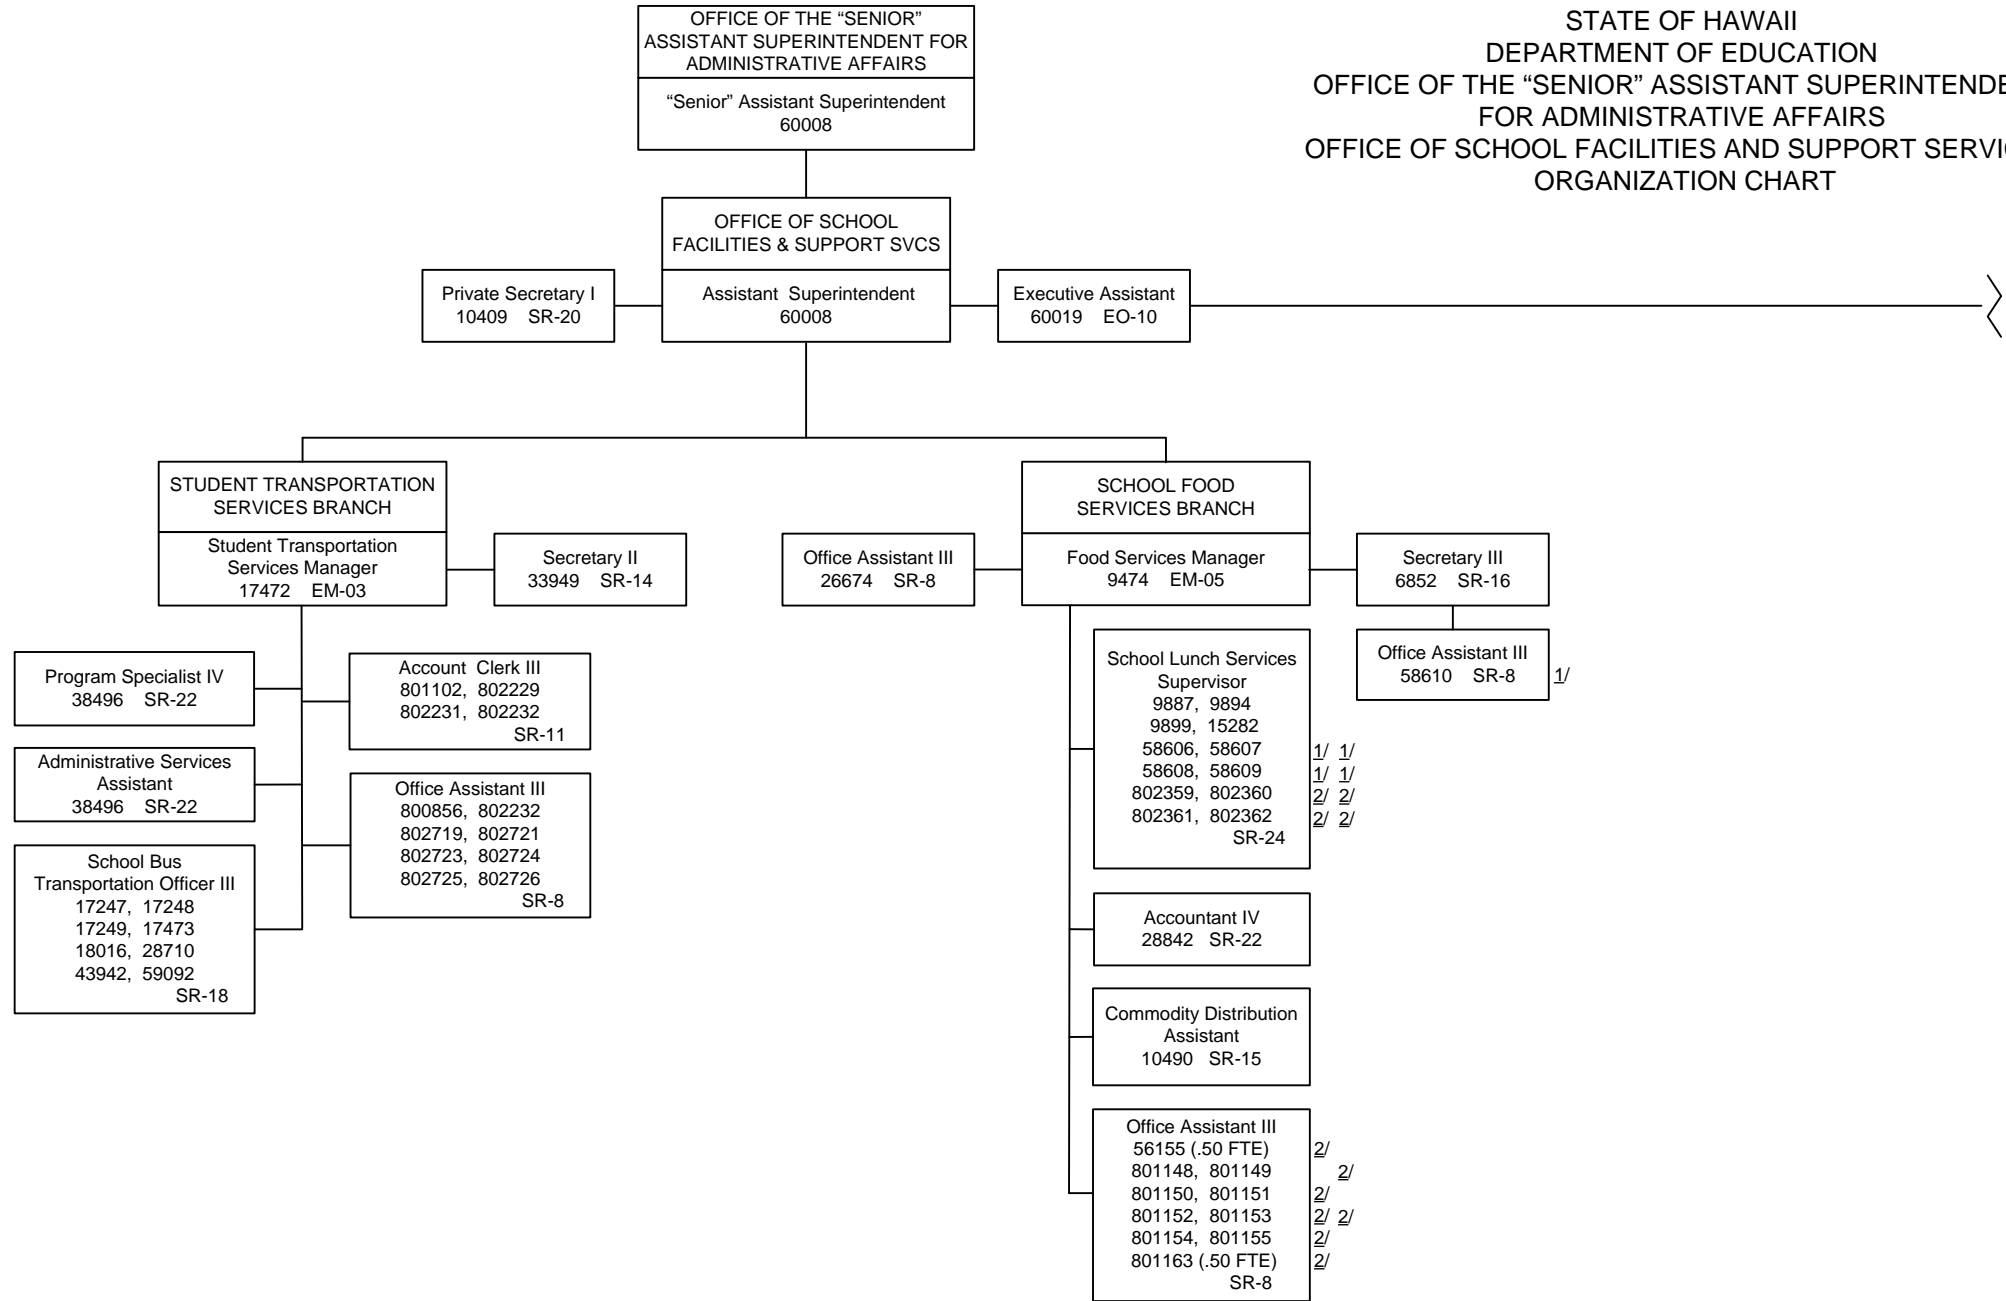 OFFICE OF THE “SENIOR”
ASSISTANT SUPERINTENDENT FOR
ADMINISTRATIVE AFFAIRS
“Senior” Assistant Superintendent
60008
STATE OF HAWAII
DEPARTMENT OF EDUCATION
OFFICE OF THE “SENIOR” ASSISTANT SUPERINTENDE
FOR ADMINISTRATIVE AFFAIRS
OFFICE OF SCHOOL FACILITIES AND SUPPORT SERVI
ORGANIZATION CHART
OFFICE OF SCHOOL
FACILITIES & SUPPORT SVCS
Private Secretary I
10409 SR-20
Assistant Superintendent
60008
Executive Assistant
60019 EO-10
STUDENT TRANSPORTATION
SERVICES BRANCH
Student Transportation
Services Manager
17472 EM-03
Secretary II
33949 SR-14
Program Specialist IV
38496 SR-22
Administrative Services
Assistant
38496 SR-22
School Bus
Transportation Officer III
17247, 17248
17249, 17473
18016, 28710
43942, 59092
SR-18
Account Clerk III
801102, 802229
802231, 802232
SR-11
Office Assistant III
800856, 802232
802719, 802721
802723, 802724
802725, 802726
SR-8
SCHOOL FOOD
SERVICES BRANCH
Office Assistant III
26674 SR-8
Food Services Manager
9474 EM-05
Secretary III
6852 SR-16
Office Assistant III
58610 SR-8 1/
School Lunch Services
Supervisor
9887, 9894
9899, 15282
58606, 58607 1/ 1/
58608, 58609 1/ 1/
802359, 802360 2/ 2/
802361, 802362 2/ 2/
SR-24
Accountant IV
28842 SR-22
Commodity Distribution
Assistant
10490 SR-15
Office Assistant III
56155 (.50 FTE) 2/
801148, 801149 2/
801150, 801151 2/
801152, 801153 2/ 2/
801154, 801155 2/
801163 (.50 FTE) 2/
SR-8